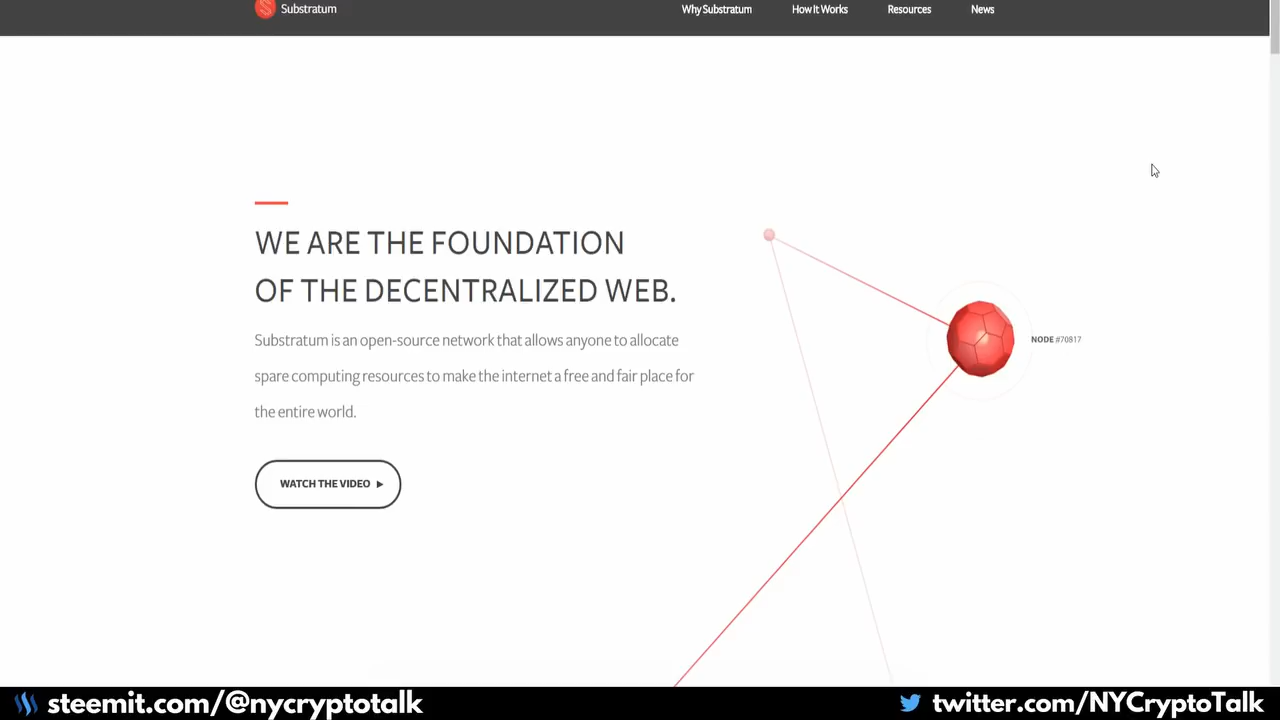 Substratum
Why Substratum
How It Works
Resources
News
WE ARE THE FOUNDATION
OF THE DECENTRALIZED WEB.
Substratum is an open-source network that allows anyone to allocate
spare computing resources to make the internet a free and fair place for
the entire world.
NODE #70817
WATCH THE VIDEO
steemit.com/@nycryptotalk
twitter.com/NYCryptoTalk